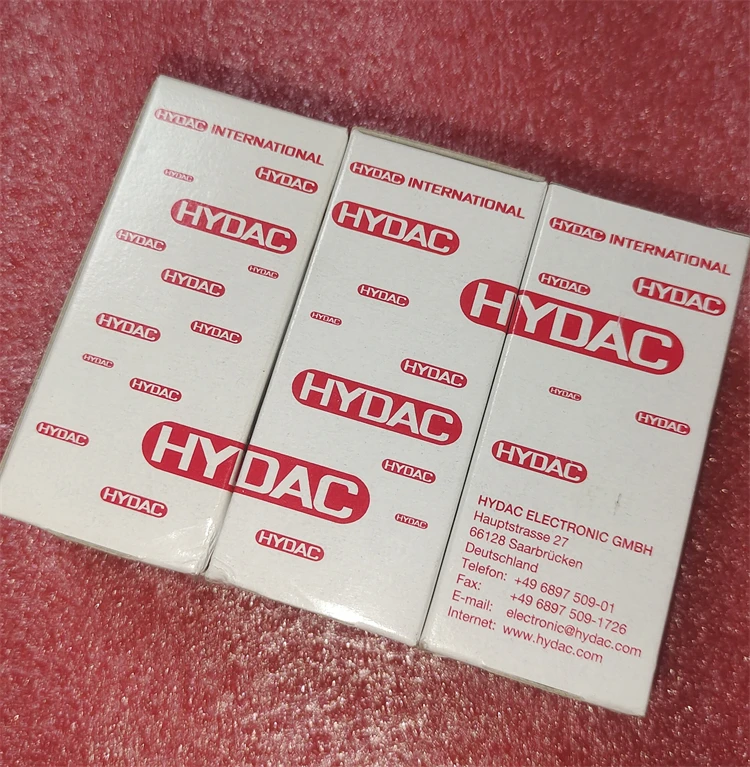 HYDAC INTERNATIONAL
HYDAC
HYDAC
HYDAC
HYDAC
HYDAC
HYDAC
HYDAC
HYDAC
HYDAC
HYDAC
HYDAC
HYDAC
HYDAC
HYDAC INTERNATIONAL
HYDAC
HYDAC
HYDAC
HYDAC
HYDAC
HYDAC
HYDAC
HYDAC
HYDAC INTERNATIONAL
HYDAC
HYDAC
HYDAC
HYDAC
HYDAC
HYDAC
HYDAC ELECTRONIC GMBH
Hauptstrasse 27
66128 Saarbrücken
Deutschland
Telefon: +49 6897 509-01
Fax: +49 6897 509-1726
E-mail: electronic@hydac.com
Internet: www.hydac.com